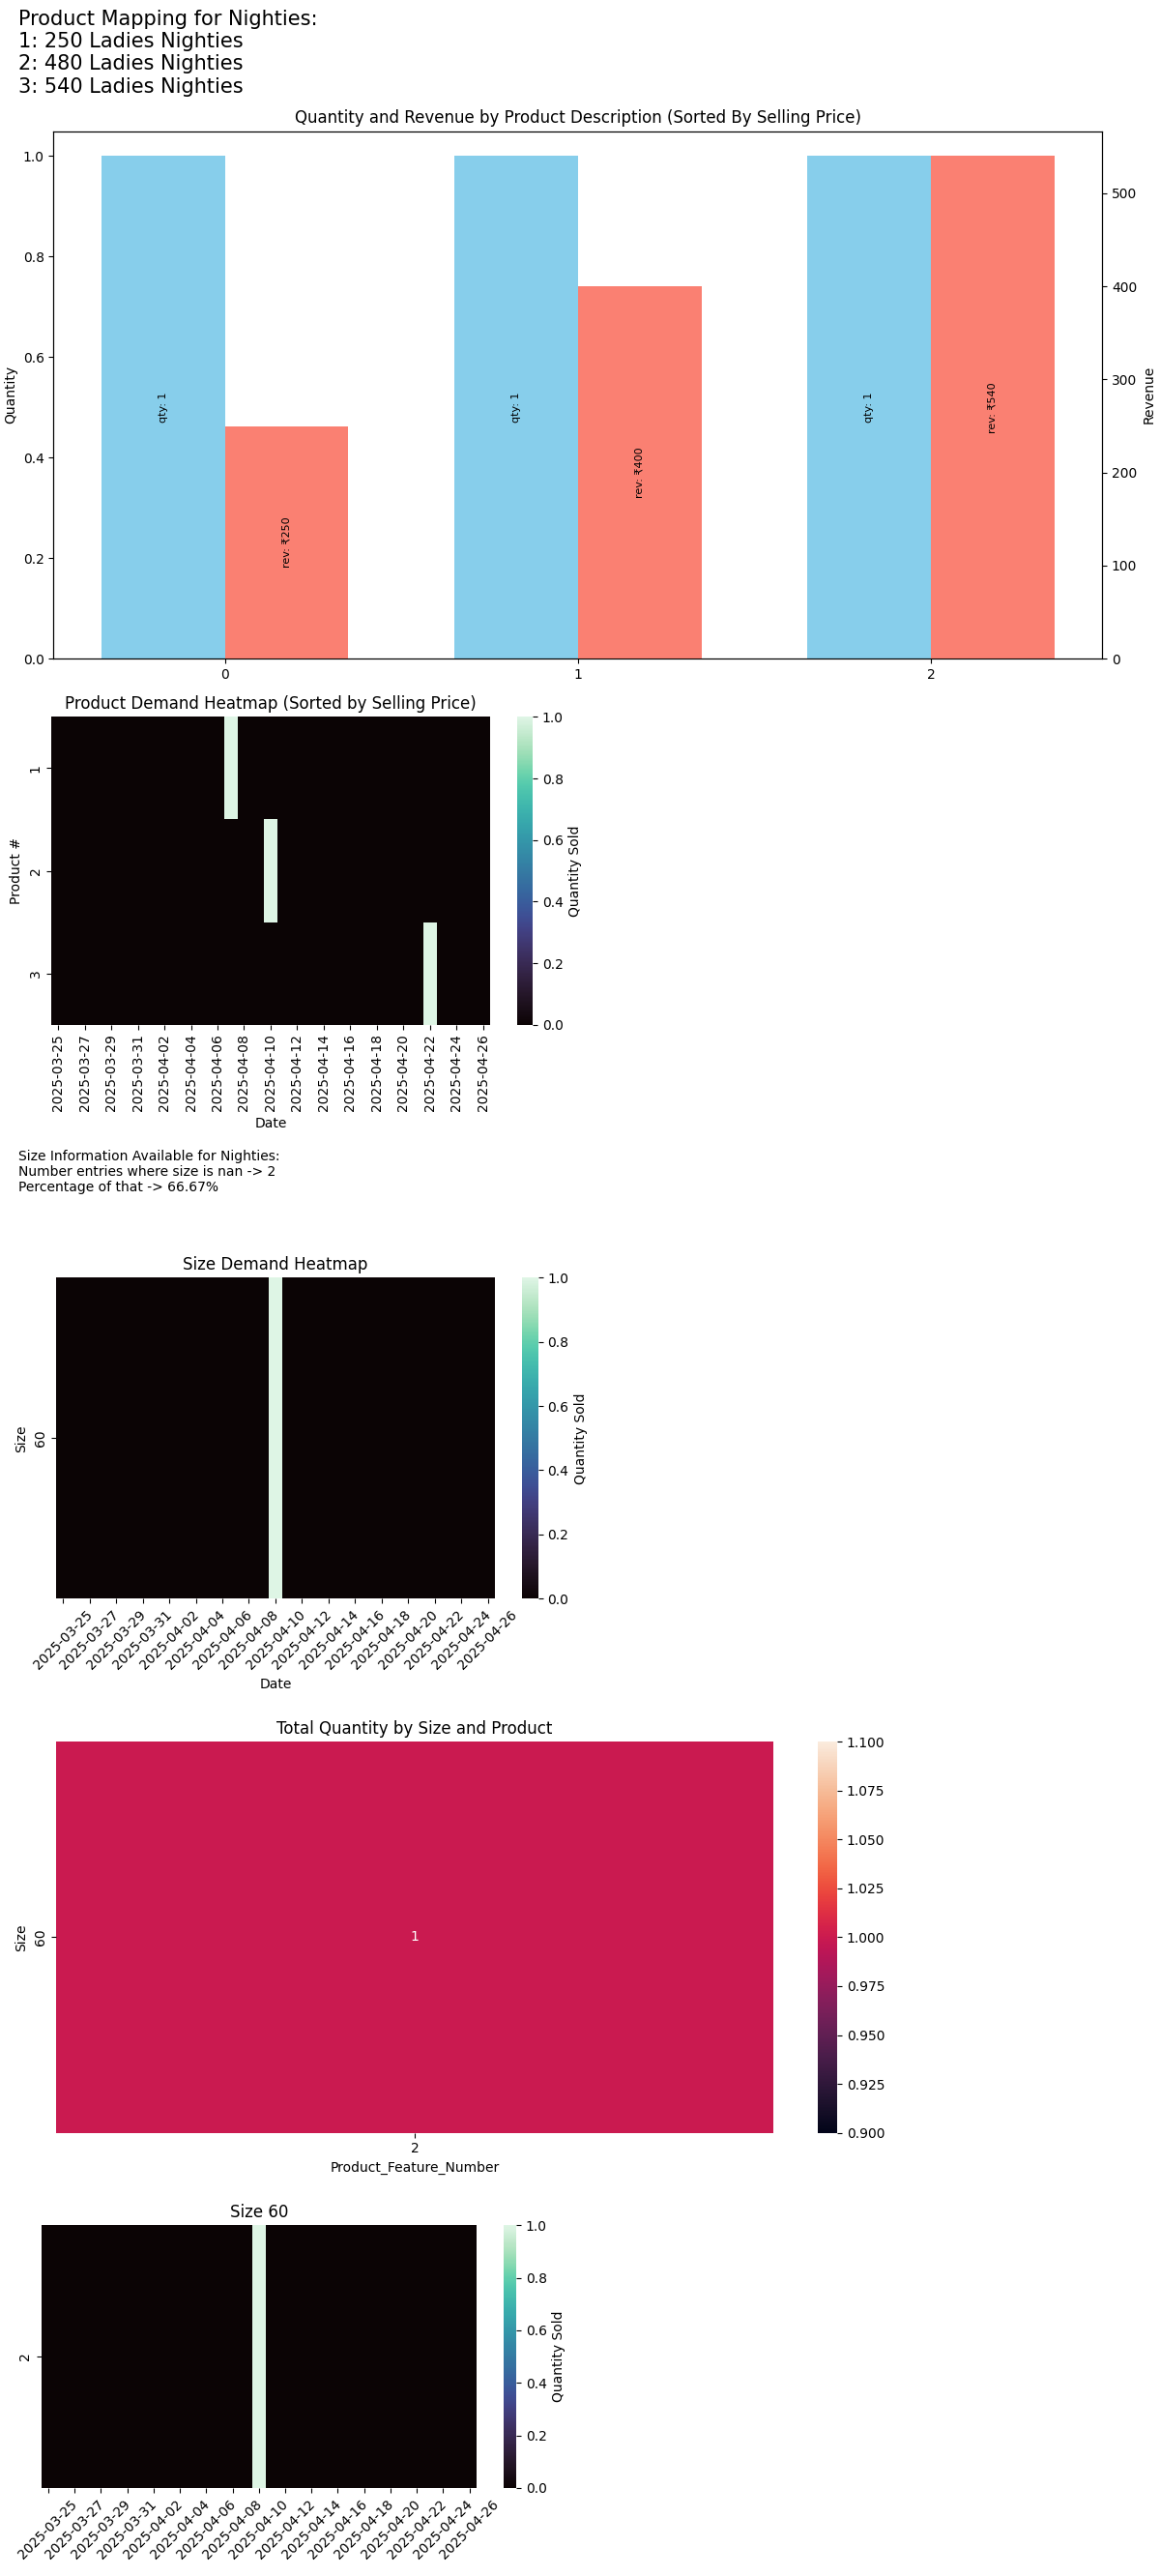 Product Mapping for Nighties:
1: 250 Ladies Nighties
2: 480 Ladies Nighties
3: 540 Ladies Nighties
Quantity and Revenue by Product Description (Sorted By Selling Price)
1.0
0.8
0.6
0.4
0.2
0.0
Quantity
qty: 1
rev: ₹250
qty: 1
rev: ₹400
qty: 1
rev: ₹540
500
400
300
200
100
0
Revenue
0 1 2
Product Demand Heatmap (Sorted by Selling Price)
Product #
1
2
3
1.0
0.8
0.6
0.4
0.2
0.0
Quantity Sold
2025-03-25 2025-03-27 2025-03-29 2025-03-31 2025-04-02 2025-04-04 2025-04-06 2025-04-08 2025-04-10 2025-04-12 2025-04-14 2025-04-16 2025-04-18 2025-04-20 2025-04-22 2025-04-24 2025-04-26
Date
Size Information Available for Nighties:
Number entries where size is nan -> 2
Percentage of that -> 66.67%
Size Demand Heatmap
Size
60
1.0
0.8
0.6
0.4
0.2
0.0
Quantity Sold
2025-03-25 2025-03-27 2025-03-29 2025-03-31 2025-04-02 2025-04-04 2025-04-06 2025-04-08 2025-04-10 2025-04-12 2025-04-14 2025-04-16 2025-04-18 2025-04-20 2025-04-22 2025-04-24 2025-04-26
Date
Total Quantity by Size and Product
Size
60
1
1.100
1.075
1.050
1.025
1.000
0.975
0.950
0.925
0.900
2
Product_Feature_Number
Size 60
2
1.0
0.8
0.6
0.4
0.2
0.0
Quantity Sold
2025-03-25 2025-03-27 2025-03-29 2025-03-31 2025-04-02 2025-04-04 2025-04-06 2025-04-08 2025-04-10 2025-04-12 2025-04-14 2025-04-16 2025-04-18 2025-04-20 2025-04-22 2025-04-24 2025-04-26